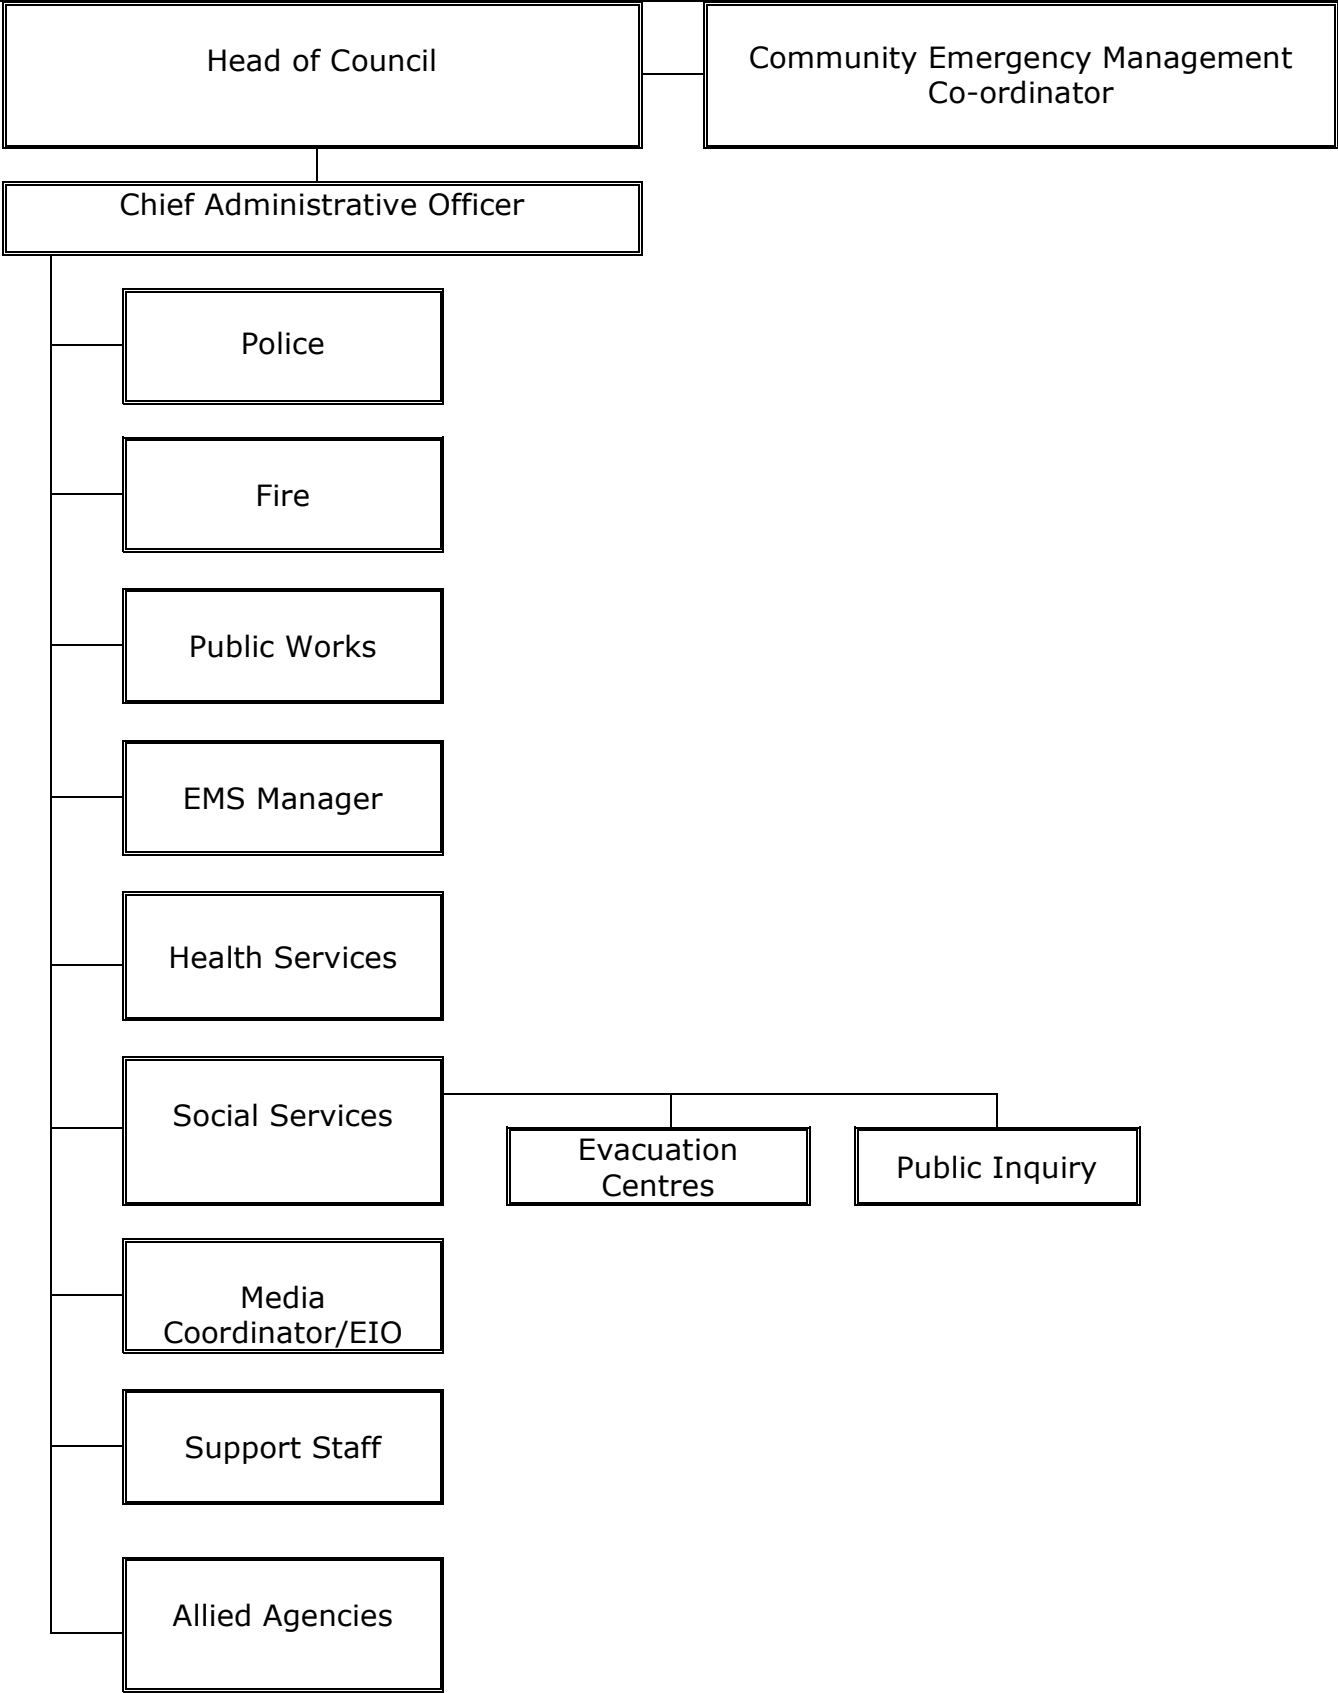 Head of Council
Community Emergency Management
Co-ordinator
Chief Administrative Officer
Police
Fire
Public Works
EMS Manager
Health Services
Social Services
Evacuation
Centres
Public Inquiry
Media
Coordinator/EIO
Support Staff
Allied Agencies